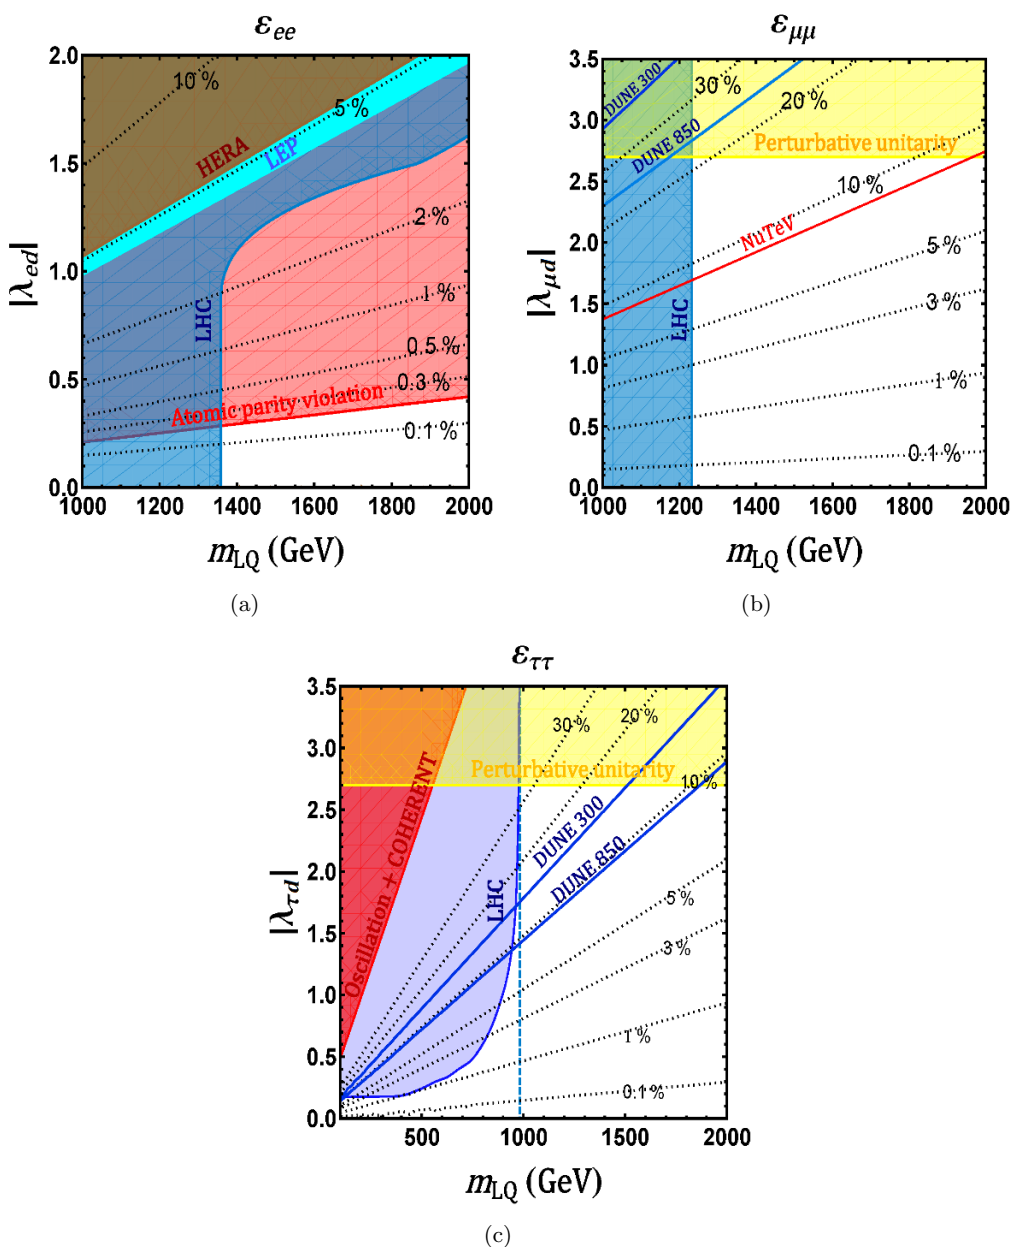 ε_ee
2.0
1.5
1.0
0.5
0.0
|λ_ed|
10 %
5 %
HERA
LEP
2 %
1 %
LHC
0.5 %
0.3 %
Atomic parity violation
0.1 %
1000 1200 1400 1600 1800 2000
m_LQ (GeV)
(a)
ε_μμ
3.5
3.0
2.5
2.0
1.5
1.0
0.5
0.0
|λ_μd|
DUNE 300
30 %
20 %
DUNE 850
Perturbative unitarity
10 %
NuTeV
5 %
LHC
3 %
1 %
0.1 %
1000 1200 1400 1600 1800 2000
m_LQ (GeV)
(b)
ε_ττ
3.5
3.0
2.5
2.0
1.5
1.0
0.5
0.0
|λ_τd|
30 %
20 %
Perturbative unitarity
10 %
Oscillation + COHERENT
DUNE 300
DUNE 850
LHC
5 %
3 %
1 %
0.1 %
500 1000 1500 2000
m_LQ (GeV)
(c)